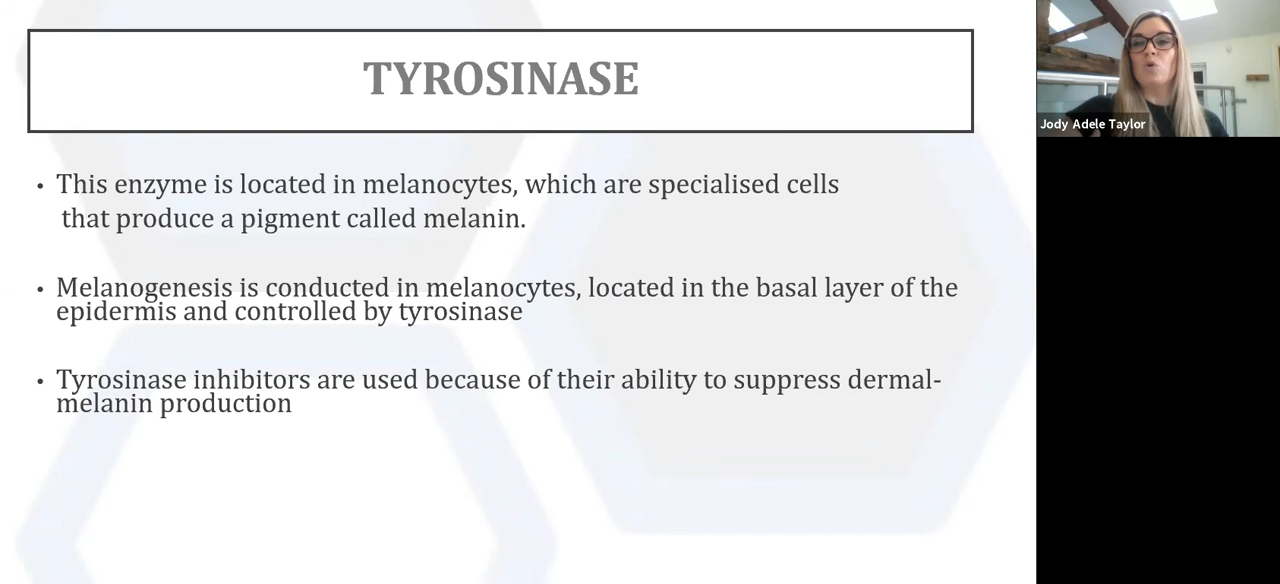 TYROSINASE
• This enzyme is located in melanocytes, which are specialised cells
that produce a pigment called melanin.
• Melanogenesis is conducted in melanocytes, located in the basal layer of the
epidermis and controlled by tyrosinase
• Tyrosinase inhibitors are used because of their ability to suppress dermal-
melanin production
Jody Adele Taylor